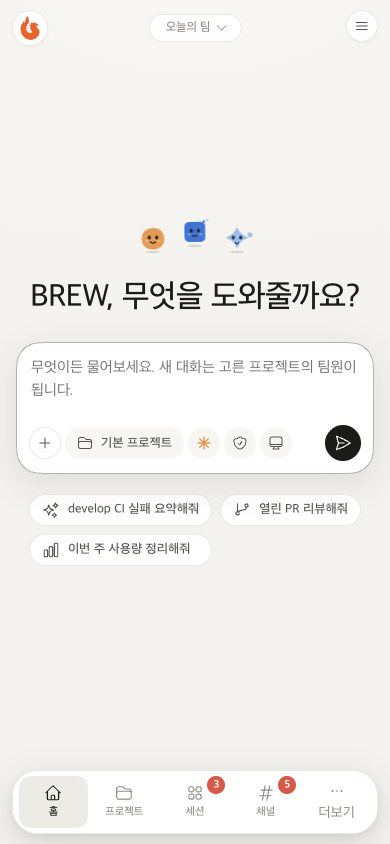 오늘의 팀
BREW, 무엇을 도와줄까요?
무엇이든 물어보세요. 새 대화는 고른 프로젝트의 팀원이
됩니다.
기본 프로젝트
develop CI 실패 요약해줘
열린 PR 리뷰해줘
이번 주 사용량 정리해줘
3
5
홈
프로젝트
세션
채널
더보기